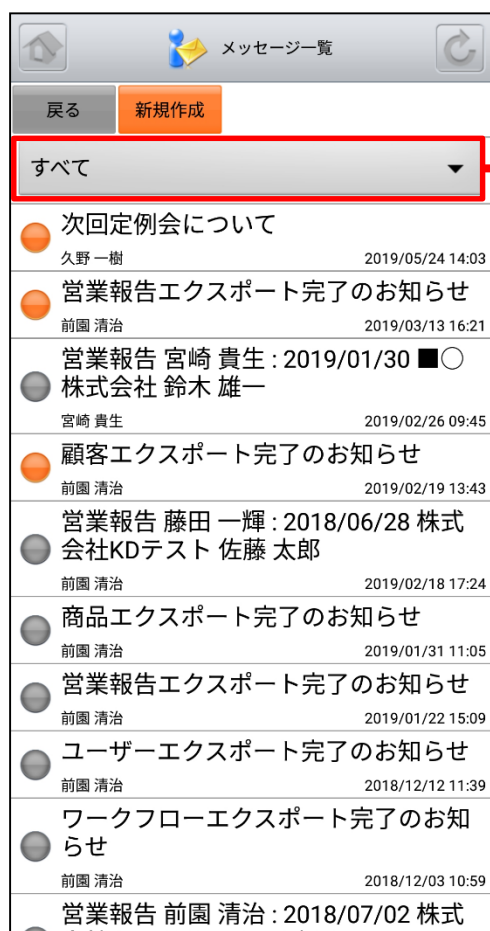 メッセージ一覧
戻る 新規作成
すべて
次回定例会について
久野 一樹 2019/05/24 14:03
営業報告エクスポート完了のお知らせ
前園 清治 2019/03/13 16:21
営業報告 宮崎 貴生 : 2019/01/30 ■○
株式会社 鈴木 雄一
宮崎 貴生 2019/02/26 09:45
顧客エクスポート完了のお知らせ
前園 清治 2019/02/19 13:43
営業報告 藤田 一輝 : 2018/06/28 株式
会社KDテスト 佐藤 太郎
前園 清治 2019/02/18 17:24
商品エクスポート完了のお知らせ
前園 清治 2019/01/31 11:05
営業報告エクスポート完了のお知らせ
前園 清治 2019/01/22 15:09
ユーザーエクスポート完了のお知らせ
前園 清治 2018/12/12 11:39
ワークフローエクスポート完了のお知
らせ
前園 清治 2018/12/03 10:59
営業報告 前園 清治 : 2018/07/02 株式